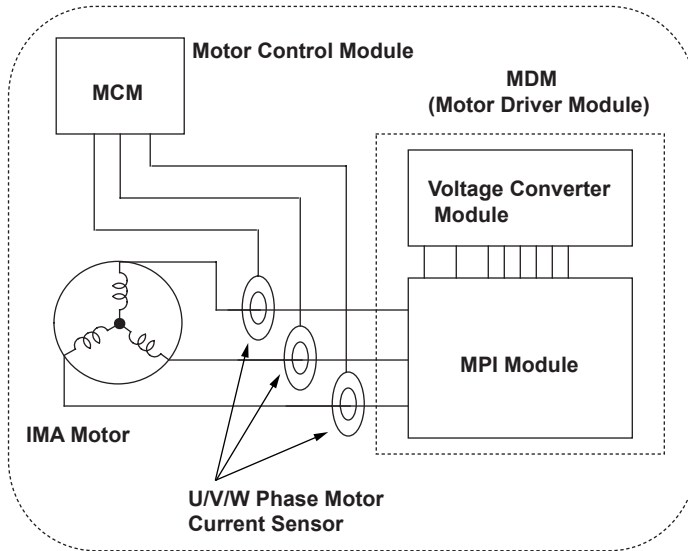 Motor Control Module
MCM
MDM
(Motor Driver Module)
Voltage Converter
Module
MPI Module
IMA Motor
U/V/W Phase Motor
Current Sensor